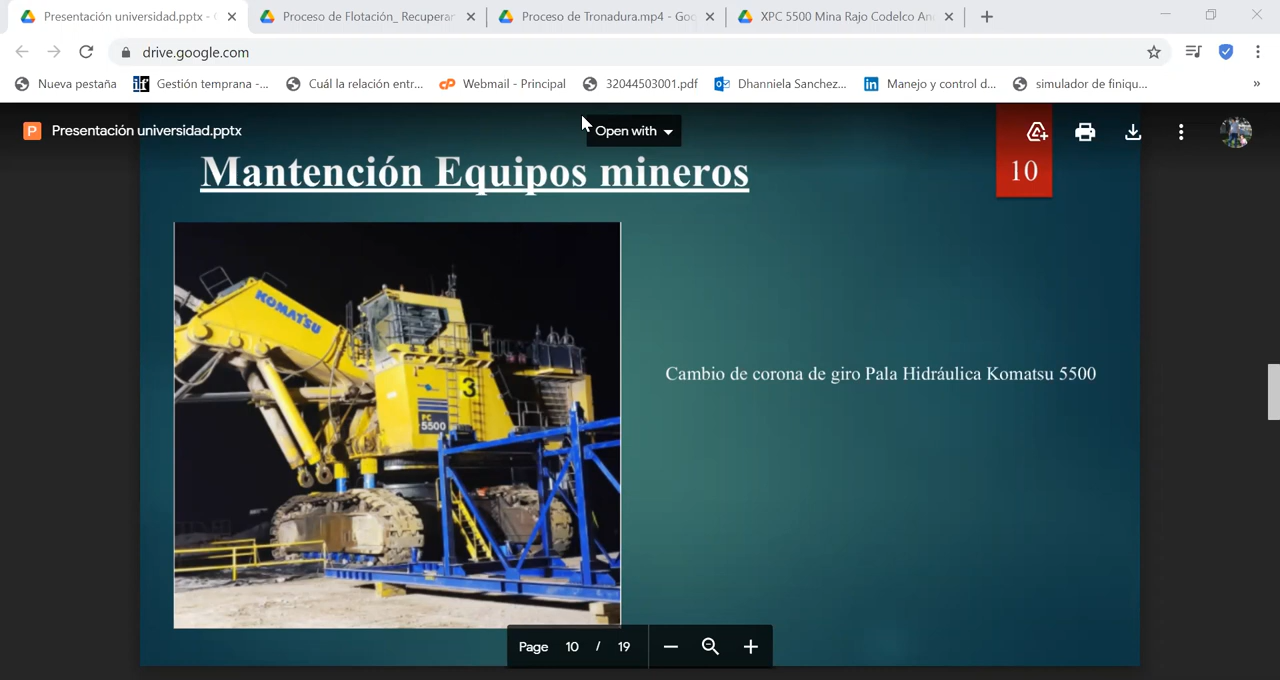 Presentación universidad.pptx - 
Proceso de Flotación_ Recuperar
Proceso de Tronadura.mp4 - Goo
XPC 5500 Mina Rajo Codelco An
drive.google.com
Nueva pestaña
Gestión temprana -...
Cuál la relación entr...
Webmail - Principal
32044503001.pdf
Dhanniela Sanchez...
Manejo y control d...
simulador de finiqu...
»
P Presentación universidad.pptx
Open with
Mantención Equipos mineros
10
KOMATSU
3
PC
5500
Cambio de corona de giro Pala Hidráulica Komatsu 5500
Page 10 / 19